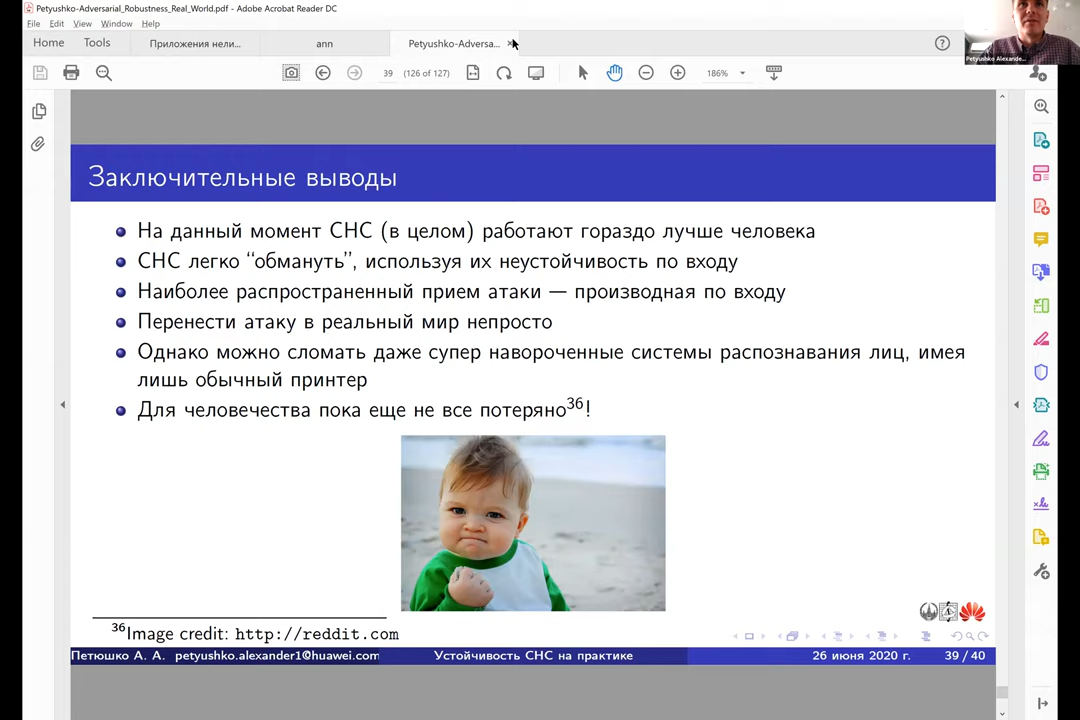 Petyushko-Adversarial_Robustness_Real_World.pdf - Adobe Acrobat Reader DC
File Edit View Window Help
Home Tools Приложения нели... ann Petyushko-Adversa...
39 (126 of 127) 186%
Petyushko Alexande...
Заключительные выводы
На данный момент СНС (в целом) работают гораздо лучше человека
СНС легко “обмануть”, используя их неустойчивость по входу
Наиболее распространенный прием атаки — производная по входу
Перенести атаку в реальный мир непросто
Однако можно сломать даже супер навороченные системы распознавания лиц, имея
лишь обычный принтер
Для человечества пока еще не все потеряно36!
36Image credit: http://reddit.com
Петюшко А. А. petyushko.alexander1@huawei.com Устойчивость СНС на практике 26 июня 2020 г. 39 / 40